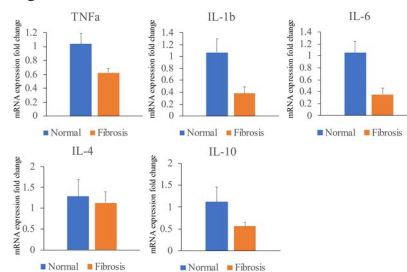 TNFa
mRNA expression fold change
1.2
1
0.8
0.6
0.4
0.2
0
Normal Fibrosis
IL-1b
mRNA expression fold change
1.4
1.2
1
0.8
0.6
0.4
0.2
0
Normal Fibrosis
IL-6
mRNA expression fold change
1.4
1.2
1
0.8
0.6
0.4
0.2
0
Normal Fibrosis
IL-4
mRNA expression fold change
2
1.5
1
0.5
0
Normal Fibrosis
IL-10
mRNA expression fold change
2
1.5
1
0.5
0
Normal Fibrosis